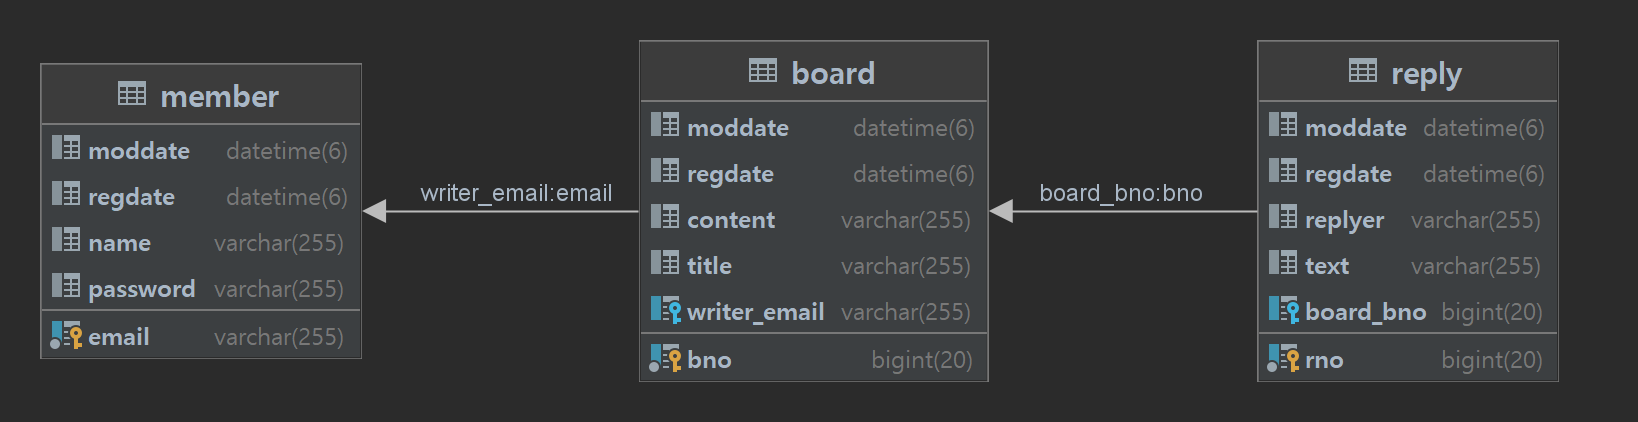 member
moddate datetime(6)
regdate datetime(6)
name varchar(255)
password varchar(255)
email varchar(255)
writer_email:email
board
moddate datetime(6)
regdate datetime(6)
content varchar(255)
title varchar(255)
writer_email varchar(255)
bno bigint(20)
board_bno:bno
reply
moddate datetime(6)
regdate datetime(6)
replyer varchar(255)
text varchar(255)
board_bno bigint(20)
rno bigint(20)